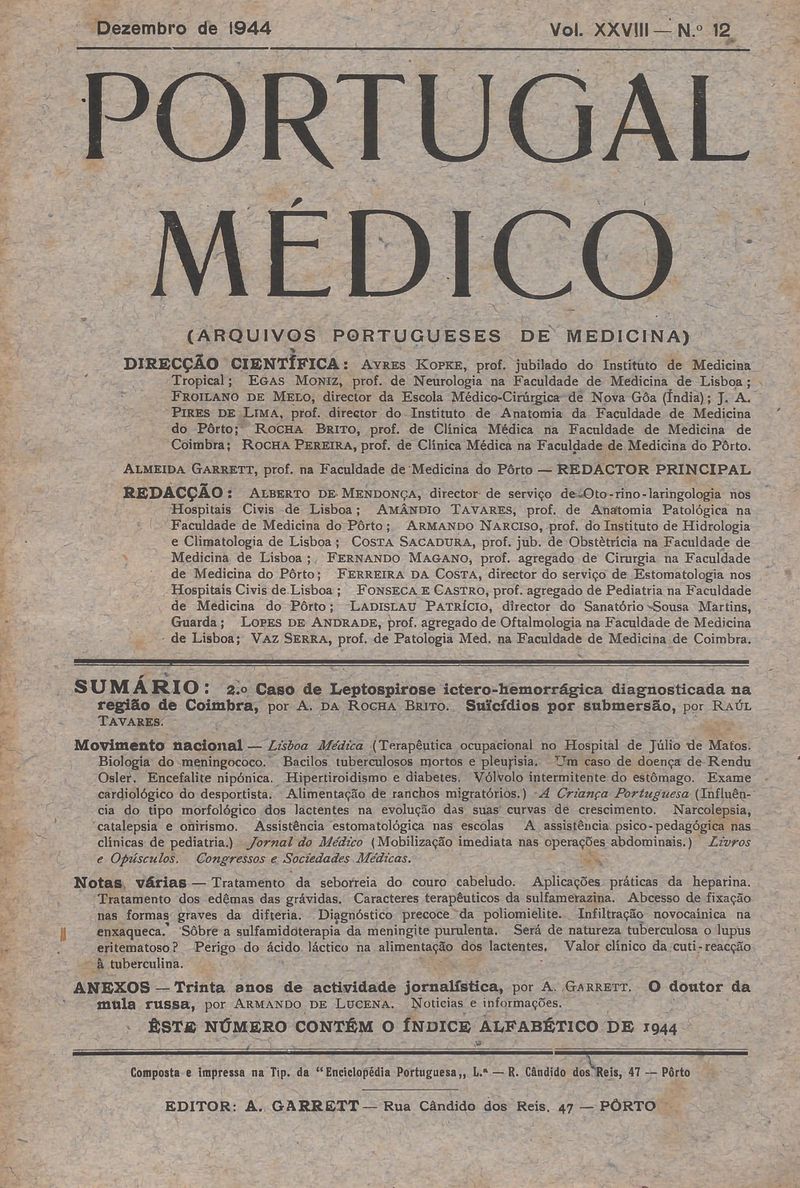 Dezembro de 1944
Vol. XXVIII — N.º 12
PORTUGAL
MÉDICO
(ARQUIVOS PORTUGUESES DE MEDICINA)
DIRECÇÃO CIENTÍFICA: AYRES KOPKE, prof. jubilado do Instituto de Medicina
Tropical; EGAS MONIZ, prof. de Neurologia na Faculdade de Medicina de Lisboa;
FROILANO DE MELO, director da Escola Médico-Cirúrgica de Nova Gôa (Índia); J. A.
PIRES DE LIMA, prof. director do Instituto de Anatomia da Faculdade de Medicina
do Pôrto; ROCHA BRITO, prof. de Clínica Médica na Faculdade de Medicina de
Coimbra; ROCHA PEREIRA, prof. de Clínica Médica na Faculdade de Medicina do Pôrto.
ALMEIDA GARRETT, prof. na Faculdade de Medicina do Pôrto — REDACTOR PRINCIPAL
REDACÇÃO: ALBERTO DE MENDONÇA, director de serviço de Oto-rino-laringologia nos
Hospitais Civis de Lisboa; AMÂNDIO TAVARES, prof. de Anatomia Patológica na
Faculdade de Medicina do Pôrto; ARMANDO NARCISO, prof. do Instituto de Hidrologia
e Climatologia de Lisboa; COSTA SACADURA, prof. jub. de Obstètrícia na Faculdade de
Medicina de Lisboa; FERNANDO MAGANO, prof. agregado de Cirurgia na Faculdade
de Medicina do Pôrto; FERREIRA DA COSTA, director do serviço de Estomatologia nos
Hospitais Civis de Lisboa; FONSECA E CASTRO, prof. agregado de Pediatria na Faculdade
de Medicina do Pôrto; LADISLAU PATRÍCIO, director do Sanatório Sousa Martins,
Guarda; LOPES DE ANDRADE, prof. agregado de Oftalmologia na Faculdade de Medicina
de Lisboa; VAZ SERRA, prof. de Patologia Med. na Faculdade de Medicina de Coimbra.
SUMÁRIO: 2.º Caso de Leptospirose ictero-hemorrágica diagnosticada na
região de Coimbra, por A. DA ROCHA BRITO. Suïcídios por submersão, por RAÚL
TAVARES.
Movimento nacional — Lisboa Médica (Terapêutica ocupacional no Hospital de Júlio de Matos.
Biologia do meningococo. Bacilos tuberculosos mortos e pleurisia. Um caso de doença de Rendu
Osler. Encefalite nipónica. Hipertiroidismo e diabetes. Vólvolo intermitente do estômago. Exame
cardiológico do desportista. Alimentação de ranchos migratórios.) A Criança Portuguesa (Influên-
cia do tipo morfológico dos lactentes na evolução das suas curvas de crescimento. Narcolepsia,
catalepsia e onirismo. Assistência estomatológica nas escolas A assistência psico-pedagógica nas
clínicas de pediatria.) Jornal do Médico (Mobilização imediata nas operações abdominais.) Livros
e Opúsculos. Congressos e Sociedades Médicas.
Notas várias — Tratamento da seborreia do couro cabeludo. Aplicações práticas da heparina.
Tratamento dos edêmas das grávidas. Caracteres terapêuticos da sulfamerazina. Abcesso de fixação
nas formas graves da difteria. Diagnóstico precoce da poliomielite. Infiltração novocaínica na
enxaqueca. Sôbre a sulfamidoterapia da meningite purulenta. Será de natureza tuberculosa o lupus
eritematoso? Perigo do ácido láctico na alimentação dos lactentes. Valor clínico da cuti-reacção
à tuberculina.
ANEXOS — Trinta anos de actividade jornalística, por A. GARRETT. O doutor da
mula russa, por ARMANDO DE LUCENA. Noticias e informações.
ÊSTE NÚMERO CONTÉM O ÍNDICE ALFABÉTICO DE 1944
Composta e impressa na Tip. da "Enciclopédia Portuguesa,, L.ª — R. Cândido dos Reis, 47 — Pôrto
EDITOR: A. GARRETT — Rua Cândido dos Reis, 47 — PÔRTO